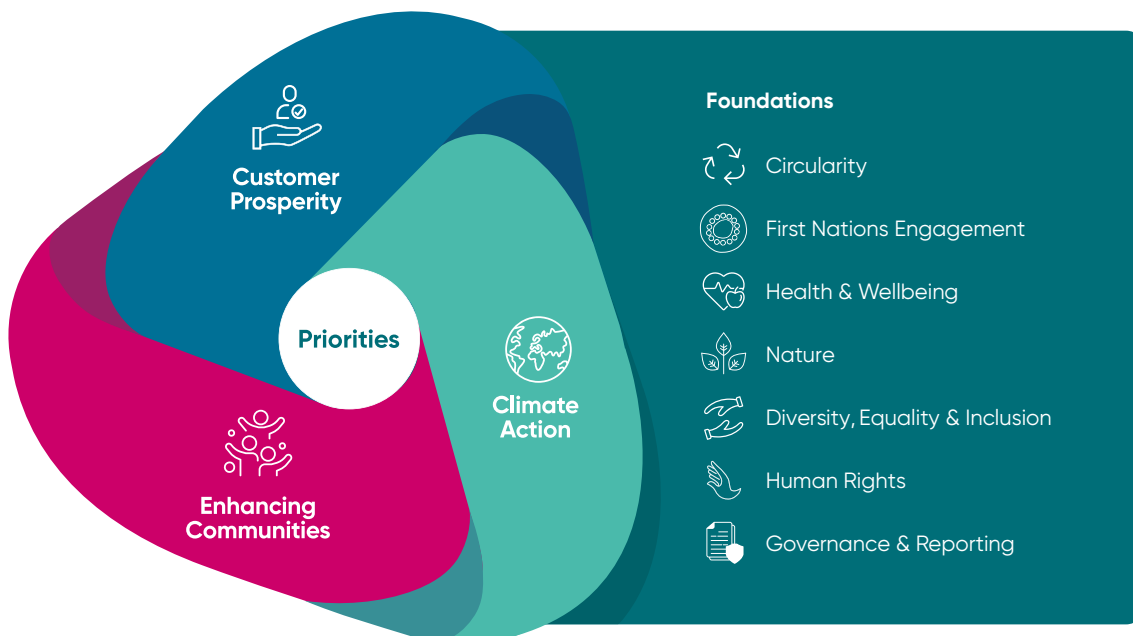 Customer
Prosperity
Priorities
Climate
Action
Enhancing
Communities
Foundations
Circularity
First Nations Engagement
Health & Wellbeing
Nature
Diversity, Equality & Inclusion
Human Rights
Governance & Reporting